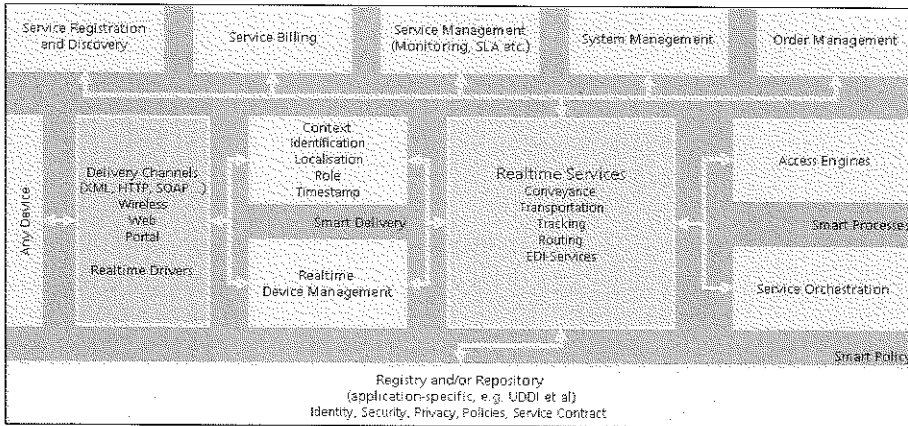 Service Registration
and Discovery
Service Billing
Service Management
(Monitoring, SLA etc.)
System Management
Order Management
Any Device
Delivery Channels
(XML, HTTP, SOAP ...)
Wireless
Web
Portal
Realtime Drivers
Context
Identification
Localisation
Role
Timestamp
Smart Delivery
Realtime
Device Management
Realtime Services
Conveyance
Transportation
Tracking
Routing
EDI-Services
Access Engines
Smart Processes
Service Orchestration
Smart Policy
Registry and/or Repository
(application-specific, e.g. UDDI et al)
Identity, Security, Privacy, Policies, Service Contract